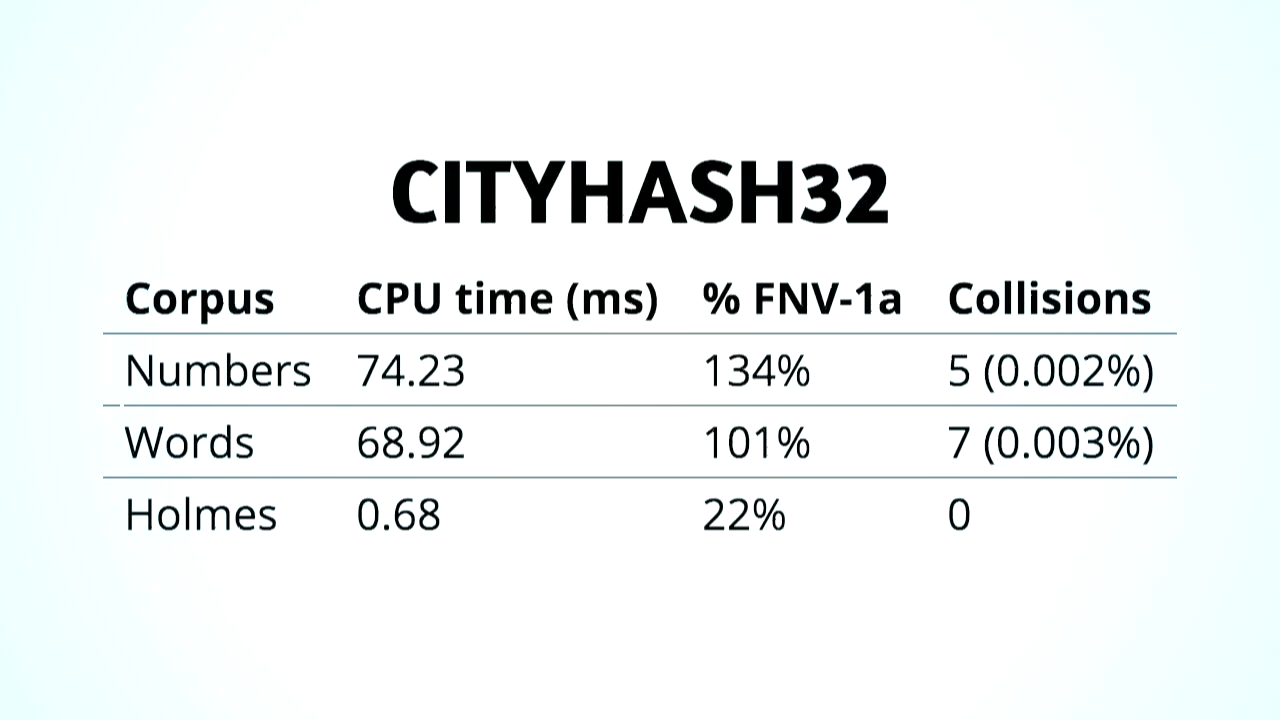 CITYHASH32
Corpus CPU time (ms) % FNV-1a Collisions
Numbers 74.23 134% 5 (0.002%)
Words 68.92 101% 7 (0.003%)
Holmes 0.68 22% 0